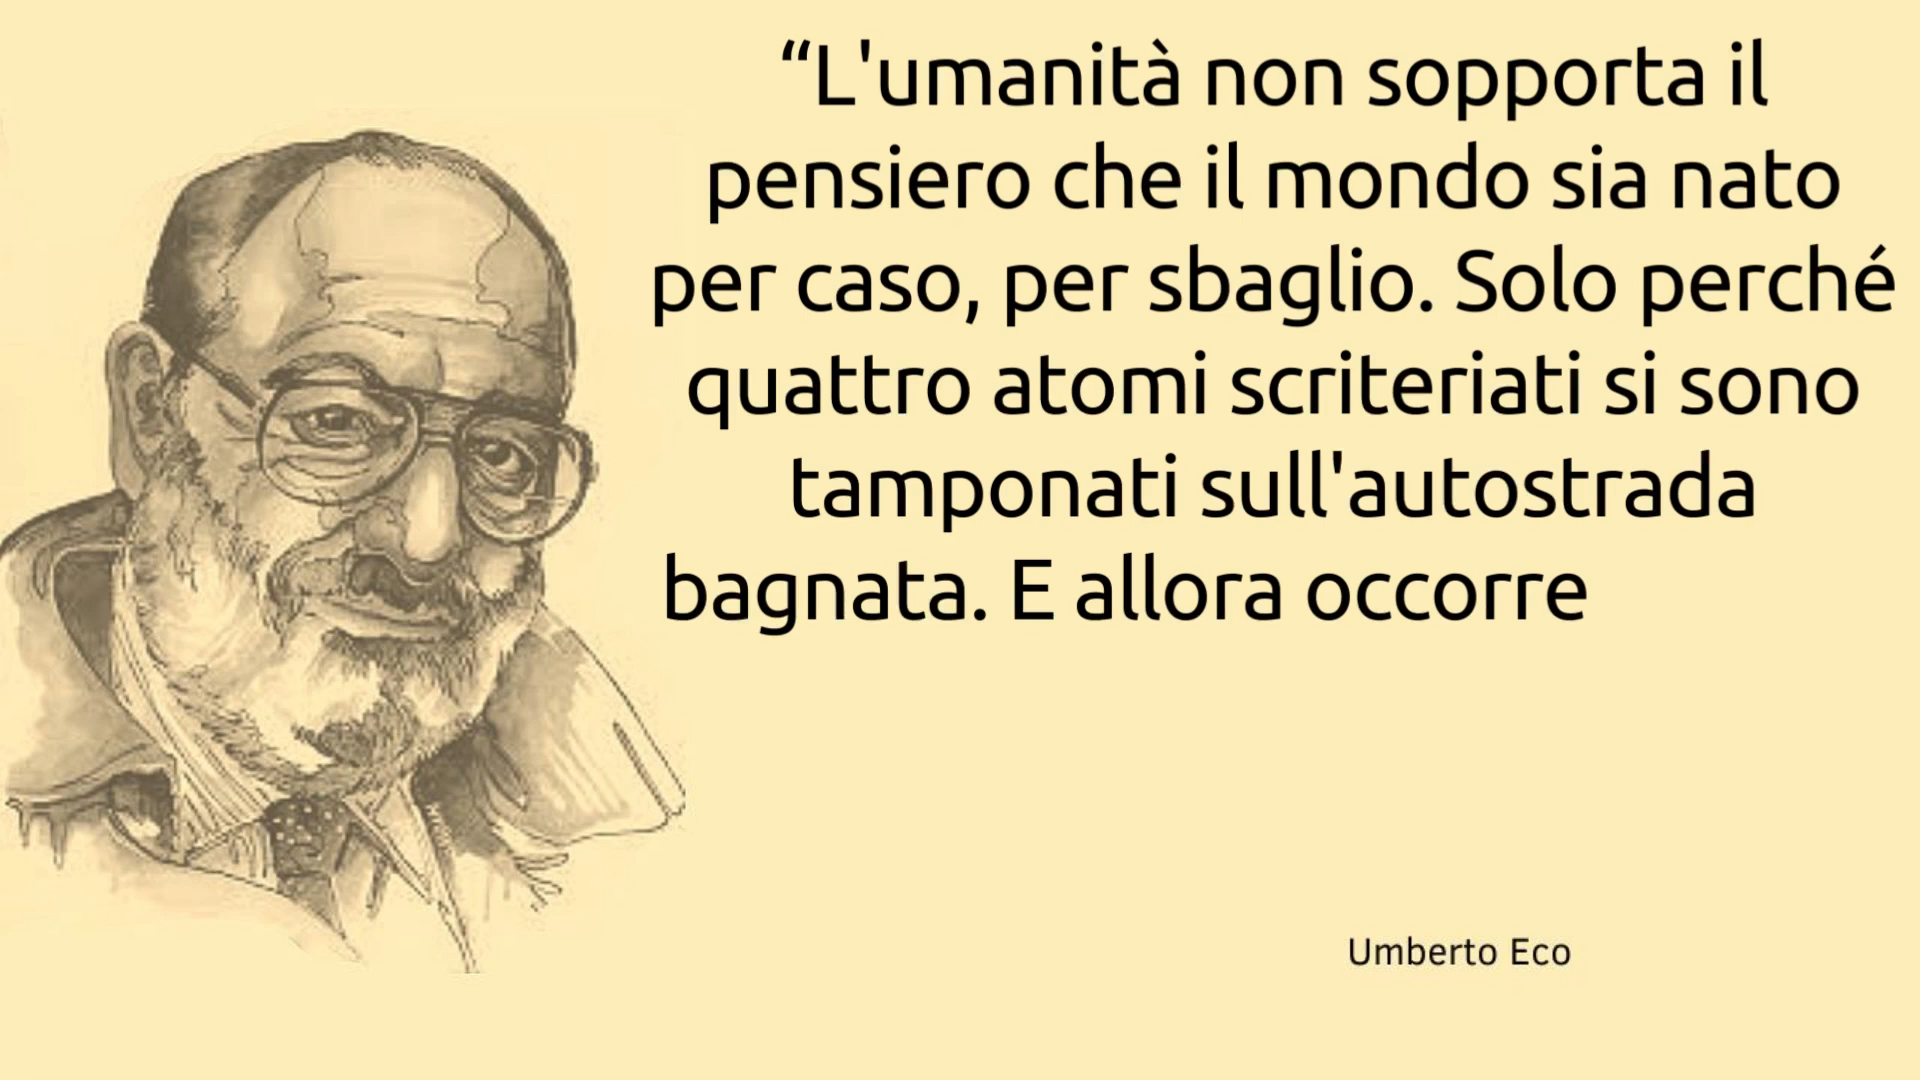 “L'umanità non sopporta il
pensiero che il mondo sia nato
per caso, per sbaglio. Solo perché
quattro atomi scriteriati si sono
tamponati sull'autostrada
bagnata. E allora occorre
Umberto Eco